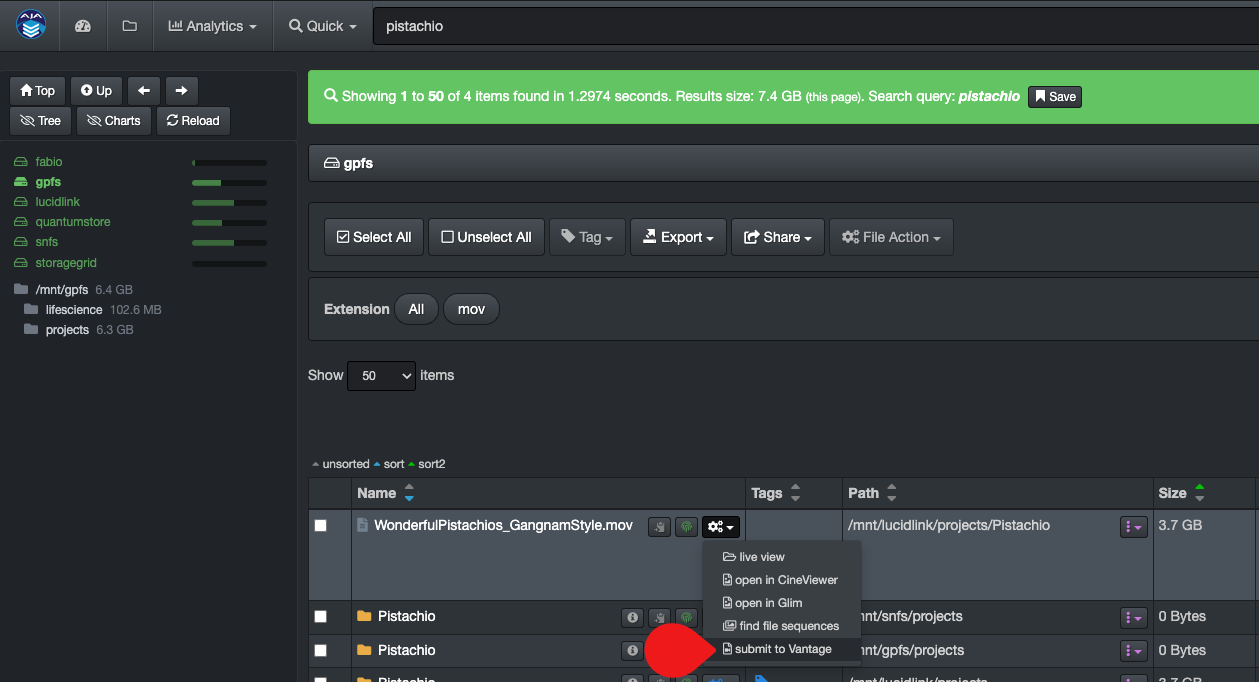 AJA
Analytics
Quick
pistachio
Top
Up
Tree
Charts
Reload
fabio
gpfs
lucidlink
quantumstore
snfs
storagegrid
/mnt/gpfs 6.4 GB
lifescience 102.6 MB
projects 6.3 GB
Showing 1 to 50 of 4 items found in 1.2974 seconds. Results size: 7.4 GB (this page). Search query: pistachio Save
gpfs
Select All Unselect All Tag Export Share File Action
Extension All mov
Show 50 items
unsorted sort sort2
Name Tags Path Size
WonderfulPistachios_GangnamStyle.mov /mnt/lucidlink/projects/Pistachio 3.7 GB
live view
open in CineViewer
open in Glim
find file sequences
submit to Vantage
Pistachio nt/snfs/projects 0 Bytes
Pistachio nt/gpfs/projects 0 Bytes
Pistachio /mnt/lucidlink/projects 3.7 GB